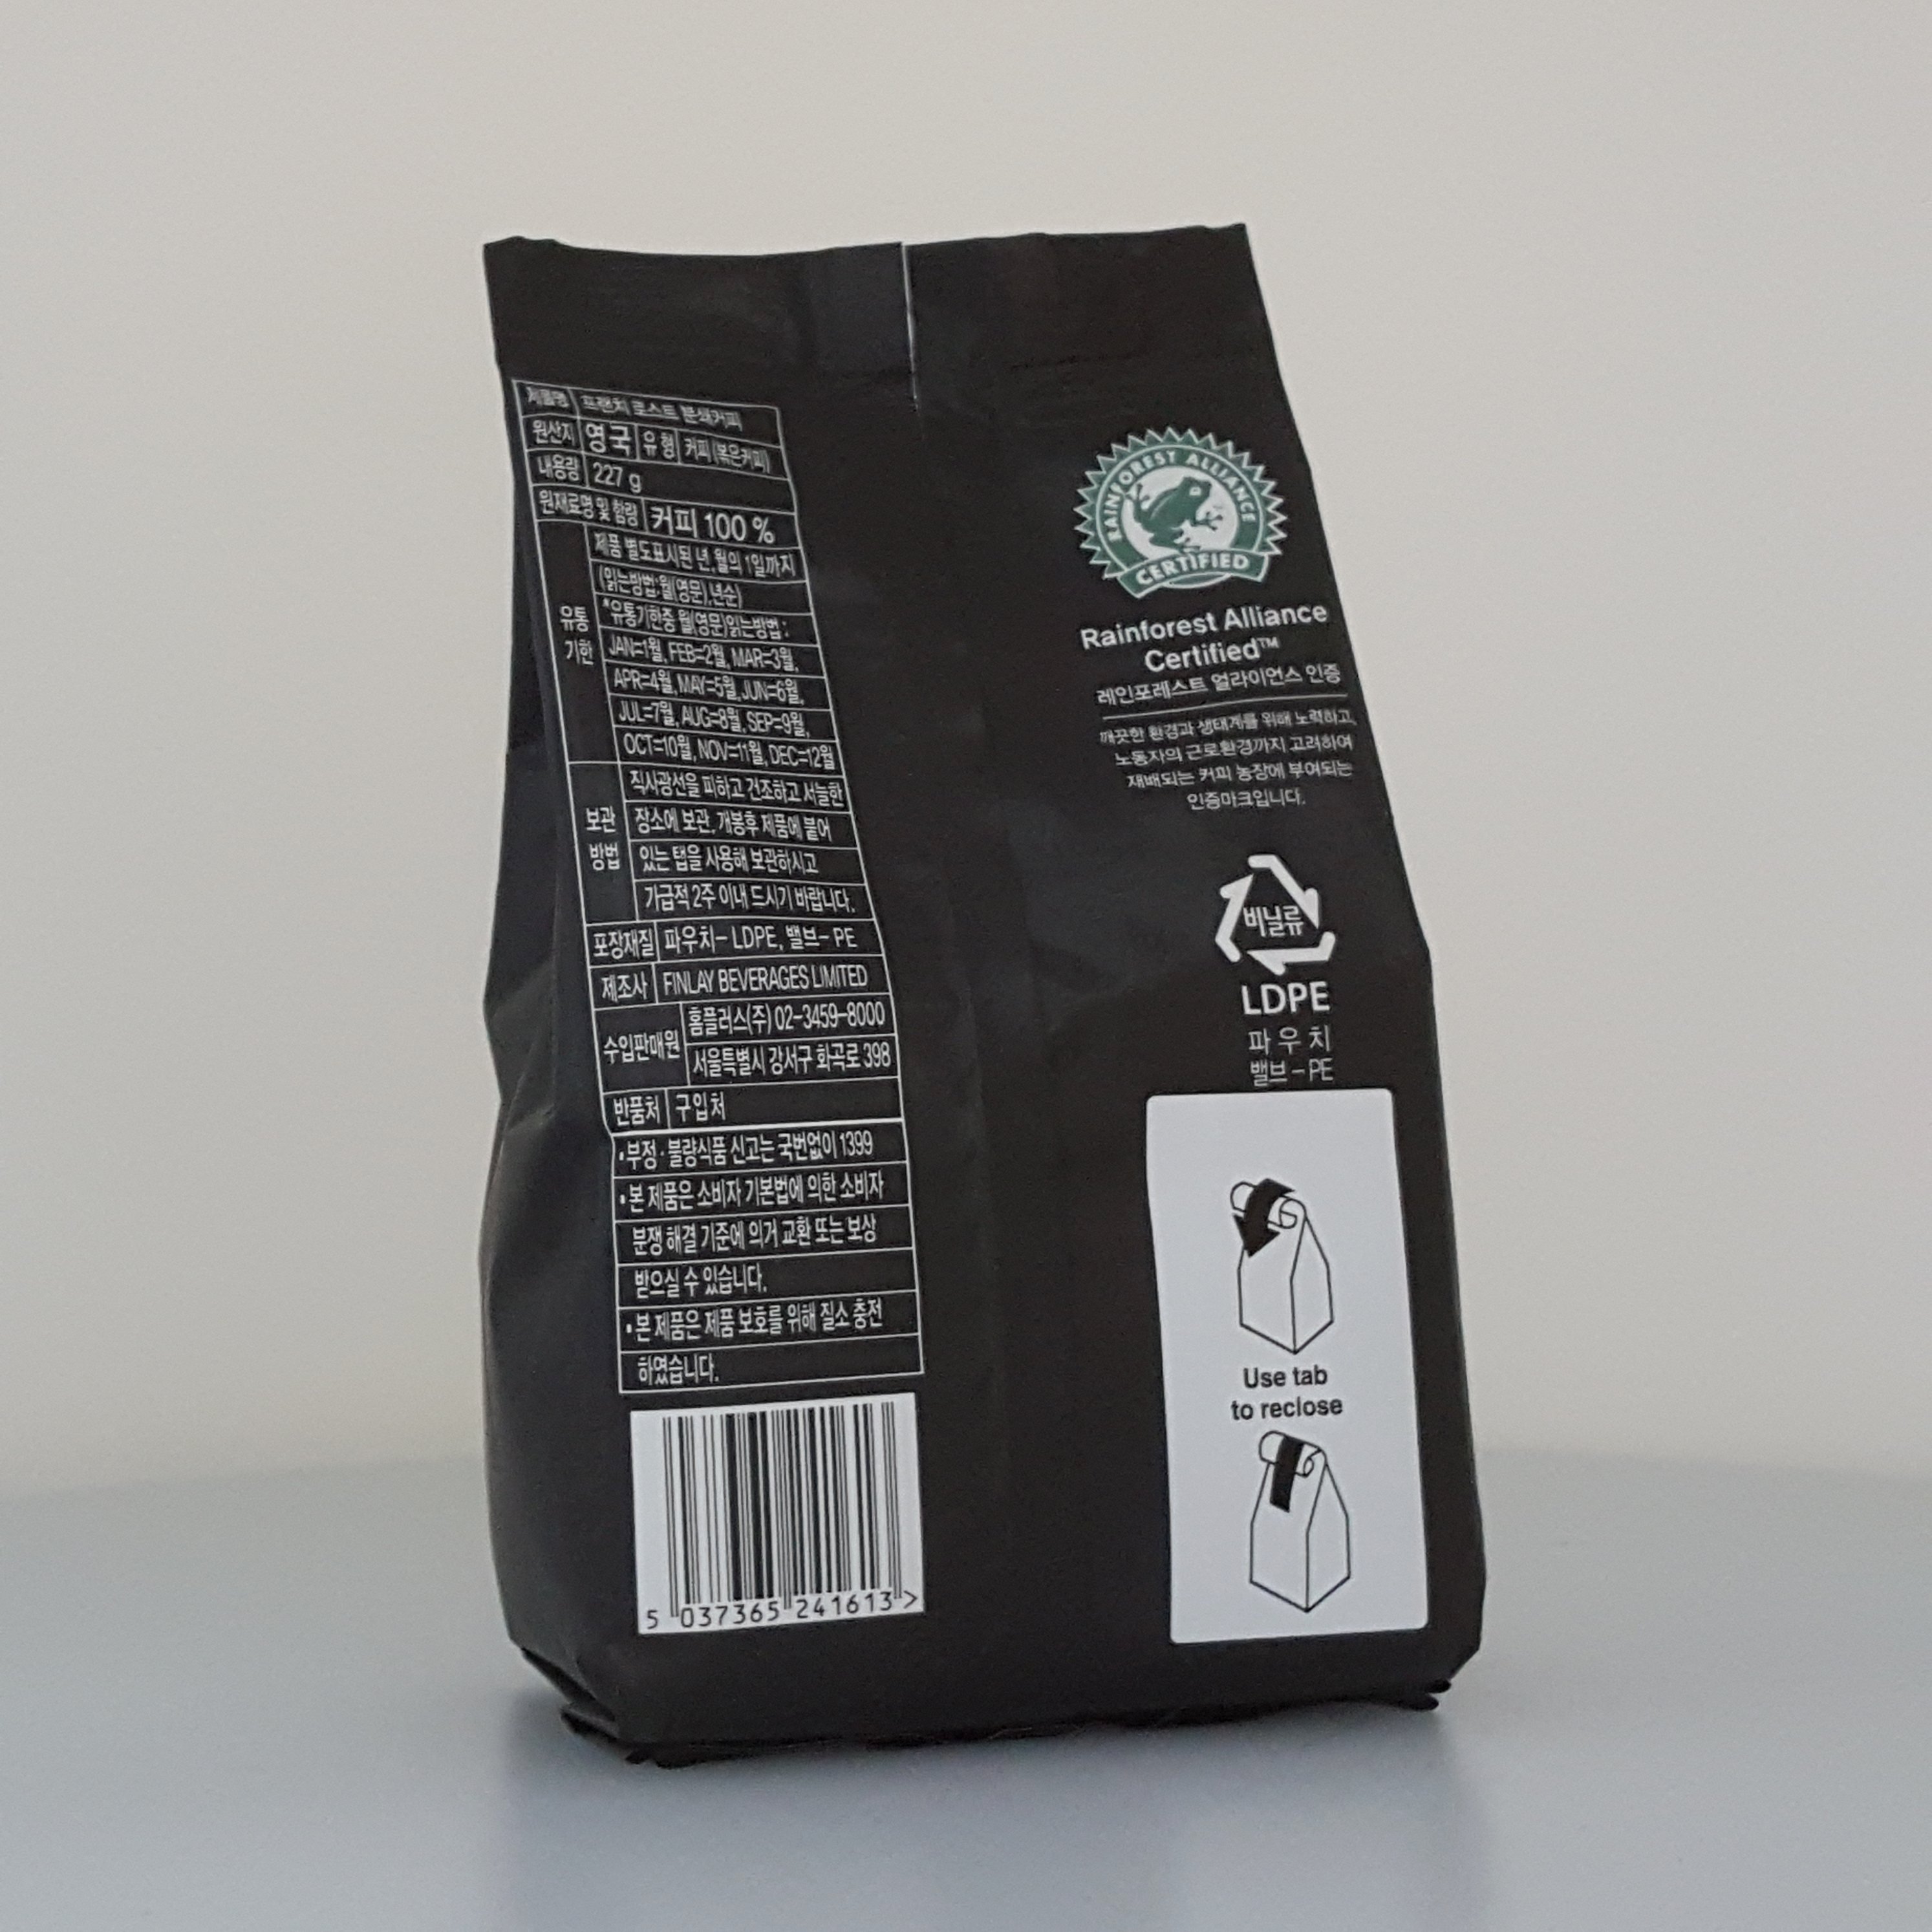 제품명 프렌치 로스트 분쇄커피
원산지 영국 유형 커피(볶은커피)
내용량 227 g
원재료명 및 함량 커피 100 %
유통
기한
제품 별도표시된 년,월의 1일까지
(읽는방법:월(영문),년순)
*유통기한중 월(영문)읽는방법:
JAN=1월, FEB=2월, MAR=3월,
APR=4월, MAY=5월, JUN=6월,
JUL=7월, AUG=8월, SEP=9월,
OCT=10월, NOV=11월, DEC=12월
보관
방법
직사광선을 피하고 건조하고 서늘한
장소에 보관, 개봉후 제품에 붙어
있는 탭을 사용해 보관하시고
가급적 2주 이내 드시기 바랍니다.
포장재질 파우치- LDPE, 밸브- PE
제조사 FINLAY BEVERAGES LIMITED
수입판매원
홈플러스(주) 02-3459-8000
서울특별시 강서구 화곡로 398
반품처 구입처
•부정·불량식품 신고는 국번없이 1399
•본 제품은 소비자 기본법에 의한 소비자
분쟁 해결 기준에 의거 교환 또는 보상
받으실 수 있습니다.
•본 제품은 제품 보호를 위해 질소 충전
하였습니다.
5 037365 241613 >
RAINFOREST ALLIANCE
CERTIFIED
Rainforest Alliance
Certified™
레인포레스트 얼라이언스 인증
깨끗한 환경과 생태계를 위해 노력하고,
노동자의 근로환경까지 고려하여
재배되는 커피 농장에 부여되는
인증마크입니다.
비닐류
LDPE
파우치
밸브-PE
Use tab
to reclose